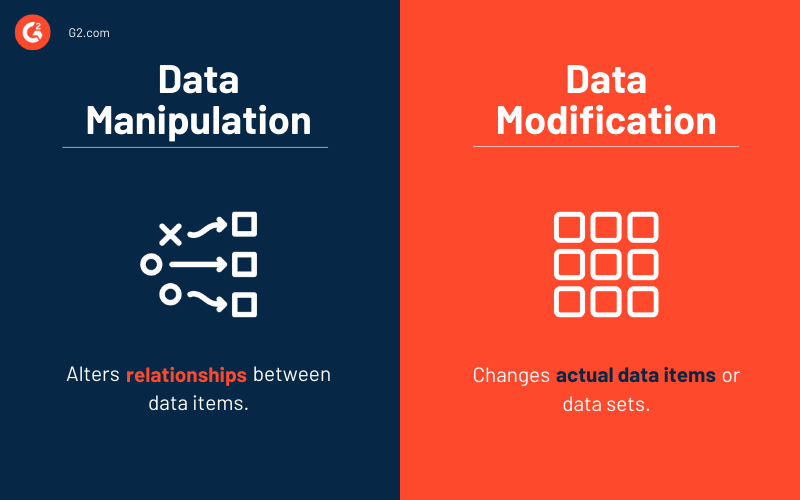 G2
G2.com
Data
Manipulation
Alters relationships between
data items.
Data
Modification
Changes actual data items or
data sets.